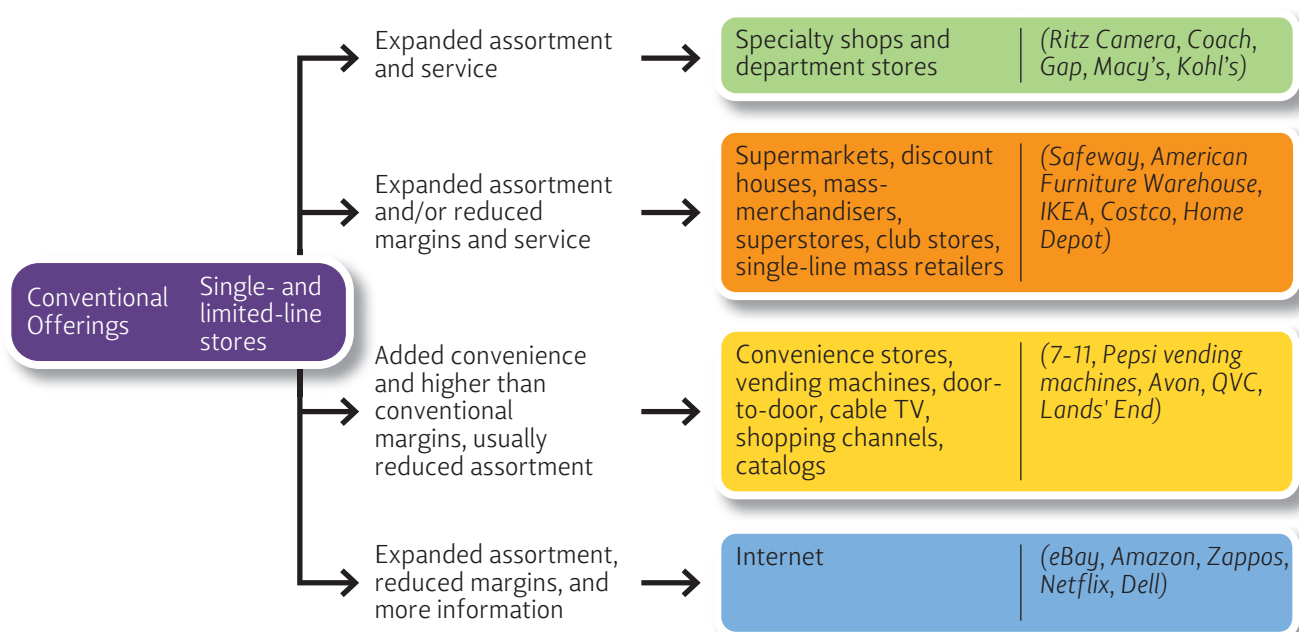 Conventional
Offerings
Single- and
limited-line
stores
Expanded assortment
and service
Specialty shops and
department stores
(Ritz Camera, Coach,
Gap, Macy's, Kohl's)
Expanded assortment
and/or reduced
margins and service
Supermarkets, discount
houses, mass-
merchandisers,
superstores, club stores,
single-line mass retailers
(Safeway, American
Furniture Warehouse,
IKEA, Costco, Home
Depot)
Added convenience
and higher than
conventional
margins, usually
reduced assortment
Convenience stores,
vending machines, door-
to-door, cable TV,
shopping channels,
catalogs
(7-11, Pepsi vending
machines, Avon, QVC,
Lands' End)
Expanded assortment,
reduced margins, and
more information
Internet
(eBay, Amazon, Zappos,
Netflix, Dell)